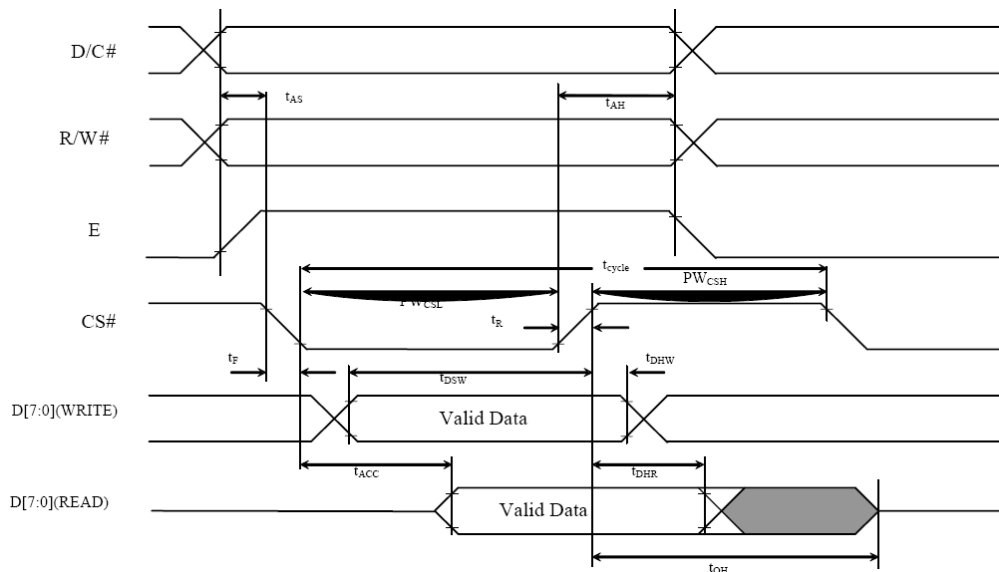 D/C#
tAS
tAH
R/W#
E
tcycle
PWCSL
PWCSH
CS#
tR
tF
tDSW
tDHW
D[7:0](WRITE)
Valid Data
tACC
tDHR
D[7:0](READ)
Valid Data
tOH